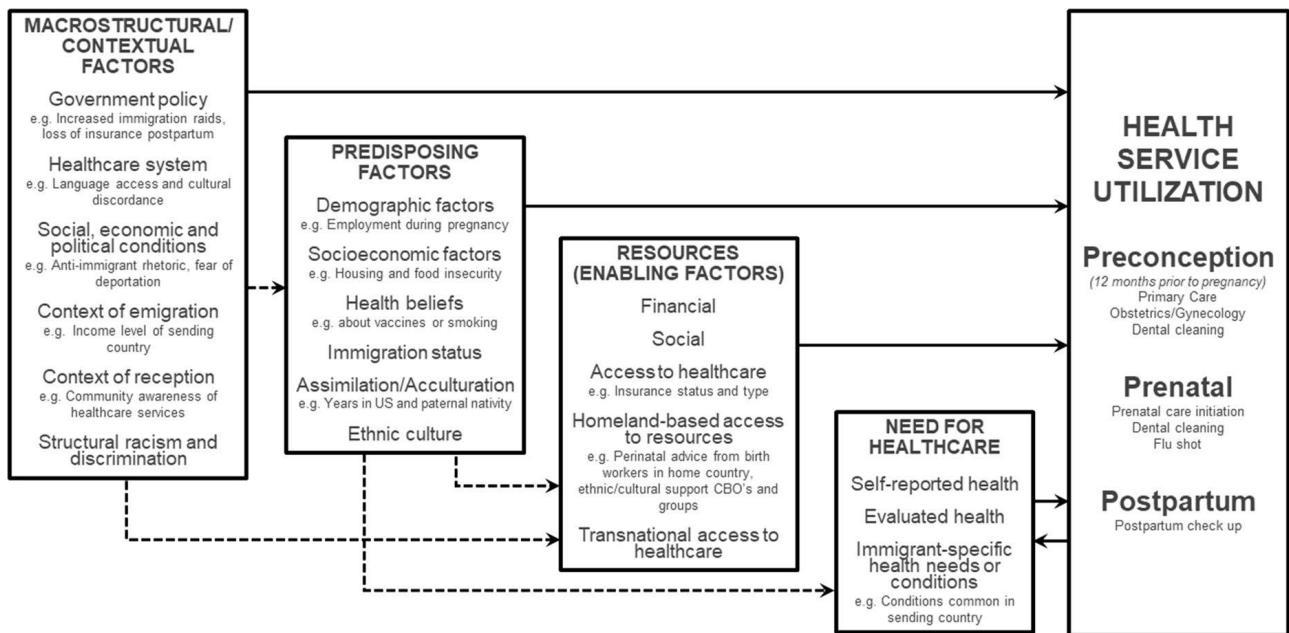 MACROSTRUCTURAL/
CONTEXTUAL
FACTORS
Government policy
e.g. Increased immigration raids,
loss of insurance postpartum
Healthcare system
e.g. Language access and cultural
discordance
Social, economic and
political conditions
e.g. Anti-immigrant rhetoric, fear of
deportation
Context of emigration
e.g. Income level of sending
country
Context of reception
e.g. Community awareness of
healthcare services
Structural racism and
discrimination
PREDISPOSING
FACTORS
Demographic factors
e.g. Employment during pregnancy
Socioeconomic factors
e.g. Housing and food insecurity
Health beliefs
e.g. about vaccines or smoking
Immigration status
Assimilation/Acculturation
e.g. Years in US and paternal nativity
Ethnic culture
RESOURCES
(ENABLING FACTORS)
Financial
Social
Access to healthcare
e.g. Insurance status and type
Homeland-based access
to resources
e.g. Perinatal advice from birth
workers in home country,
ethnic/cultural support CBO's and
groups
Transnational access to
healthcare
NEED FOR
HEALTHCARE
Self-reported health
Evaluated health
Immigrant-specific
health needs or
conditions
e.g. Conditions common in
sending country
HEALTH
SERVICE
UTILIZATION
Preconception
(12 months prior to pregnancy)
Primary Care
Obstetrics/Gynecology
Dental cleaning
Prenatal
Prenatal care initiation
Dental cleaning
Flu shot
Postpartum
Postpartum check up